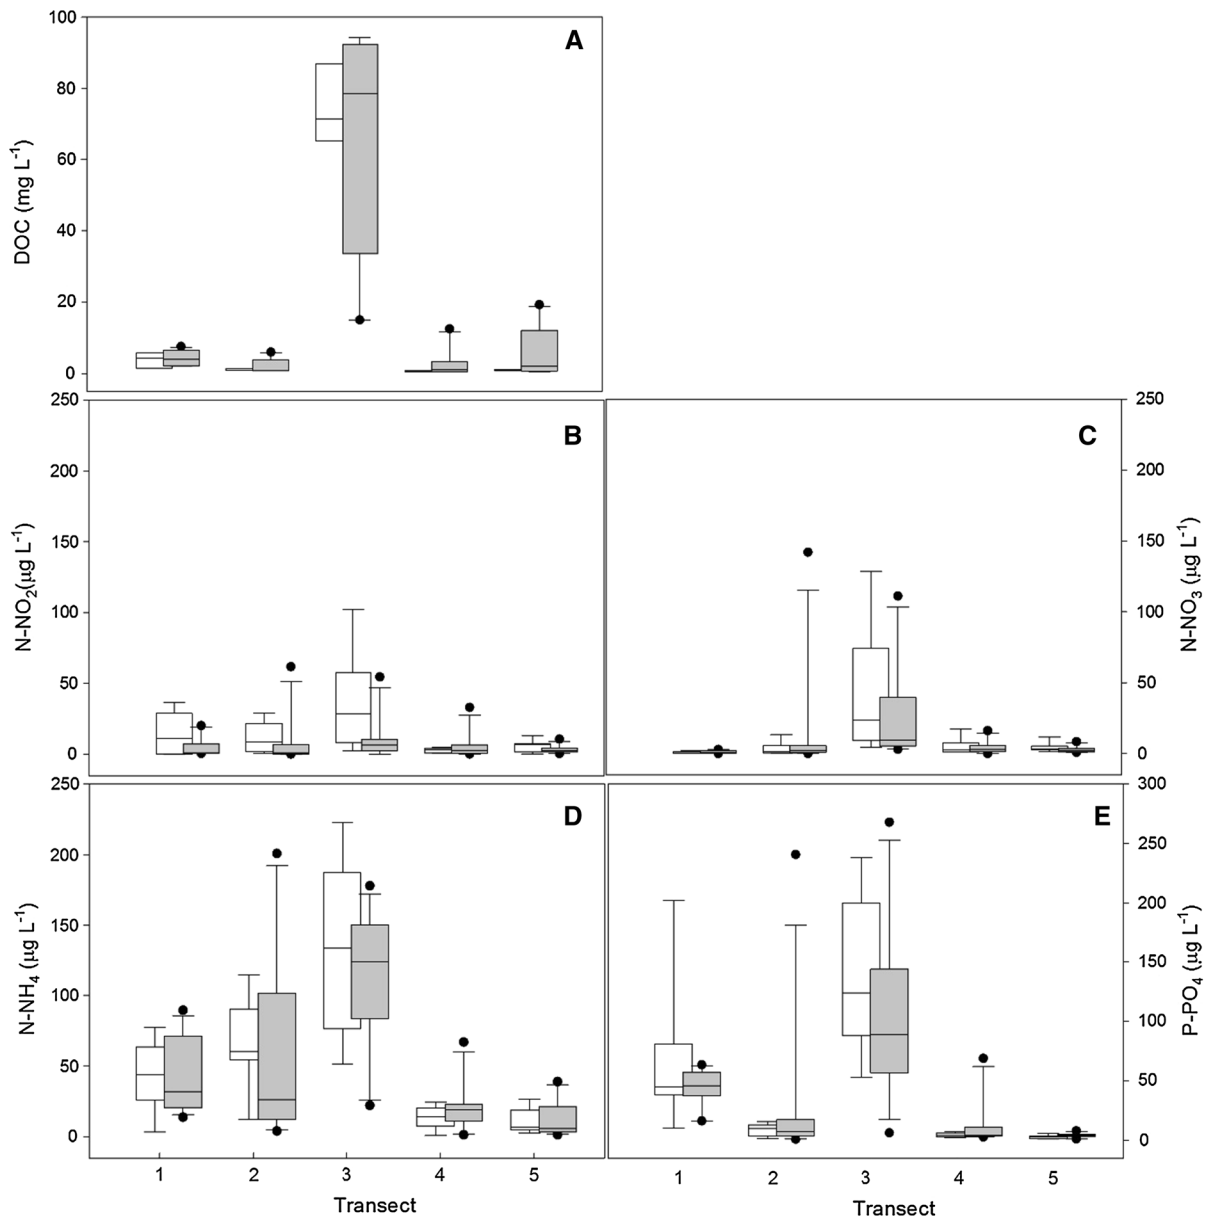 A
100
80
60
40
20
0
DOC (mg L⁻¹)
B
250
200
150
100
50
0
N-NO₂(µg L⁻¹)
C
250
200
150
100
50
0
N-NO₃ (µg L⁻¹)
D
250
200
150
100
50
0
N-NH₄ (µg L⁻¹)
1 2 3 4 5
Transect
E
300
250
200
150
100
50
0
P-PO₄ (µg L⁻¹)
1 2 3 4 5
Transect